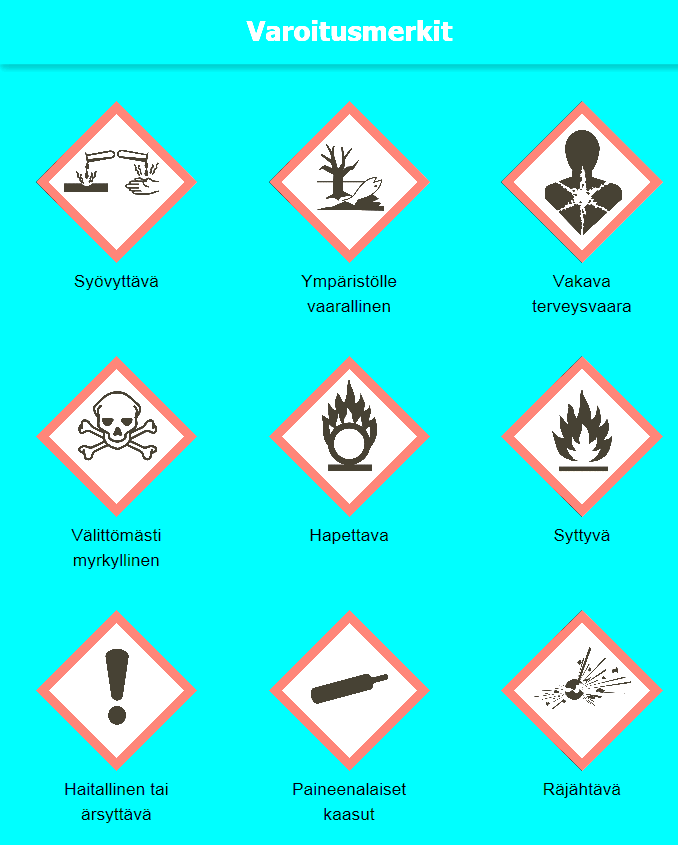 Varoitusmerkit
Syövyttävä
Ympäristölle
vaarallinen
Vakava
terveysvaara
Välittömästi
myrkyllinen
Hapettava
Syttyvä
Haitallinen tai
ärsyttävä
Paineenalaiset
kaasut
Räjähtävä